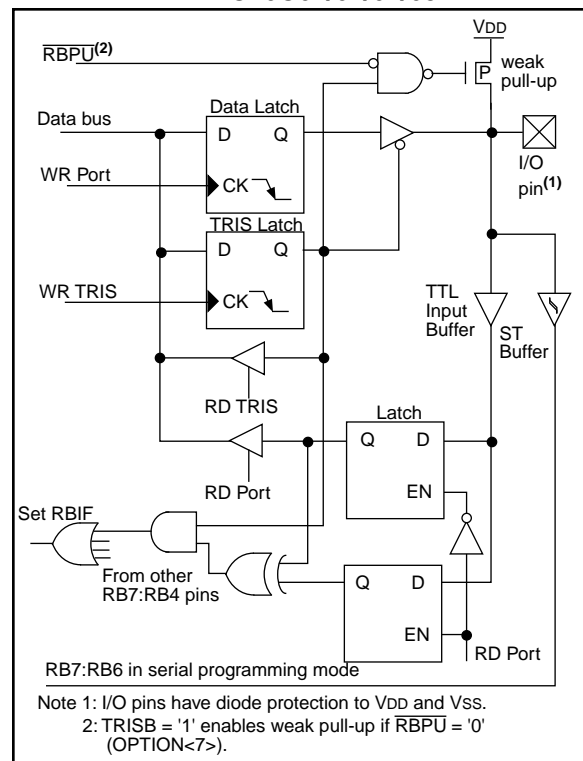 VDD
RBPU(2)
weak
pull-up
P
Data Latch
Data bus
D Q
WR Port
CK
I/O
pin(1)
TRIS Latch
D Q
WR TRIS
CK
TTL
Input
Buffer
ST
Buffer
RD TRIS
Latch
Q D
RD Port
EN
Set RBIF
From other
RB7:RB4 pins
Q D
EN
RD Port
RB7:RB6 in serial programming mode
Note 1: I/O pins have diode protection to VDD and VSS.
2: TRISB = '1' enables weak pull-up if RBPU = '0'
(OPTION<7>).